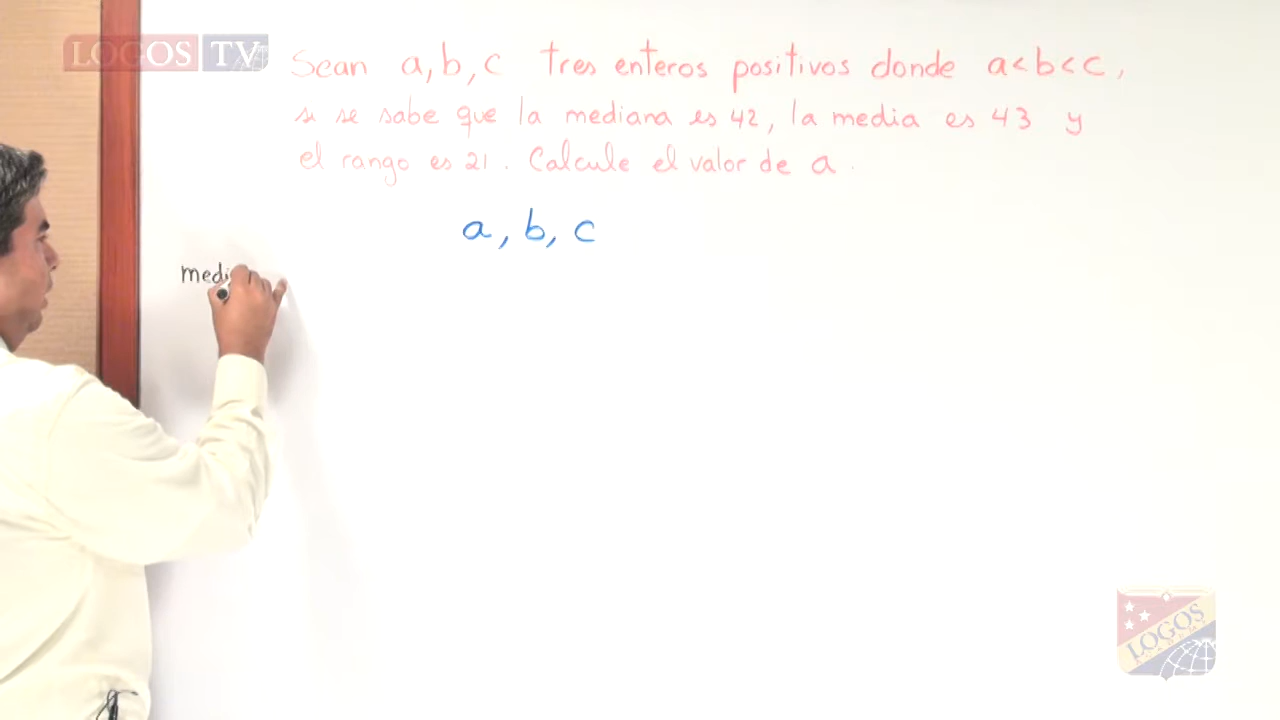 LOGOS TV
Sean a, b, c tres enteros positivos donde a < b < c,
si se sabe que la mediana es 42, la media es 43 y
el rango es 21. Calcule el valor de a.
a, b, c
medi
LOGOS
ACADEMY